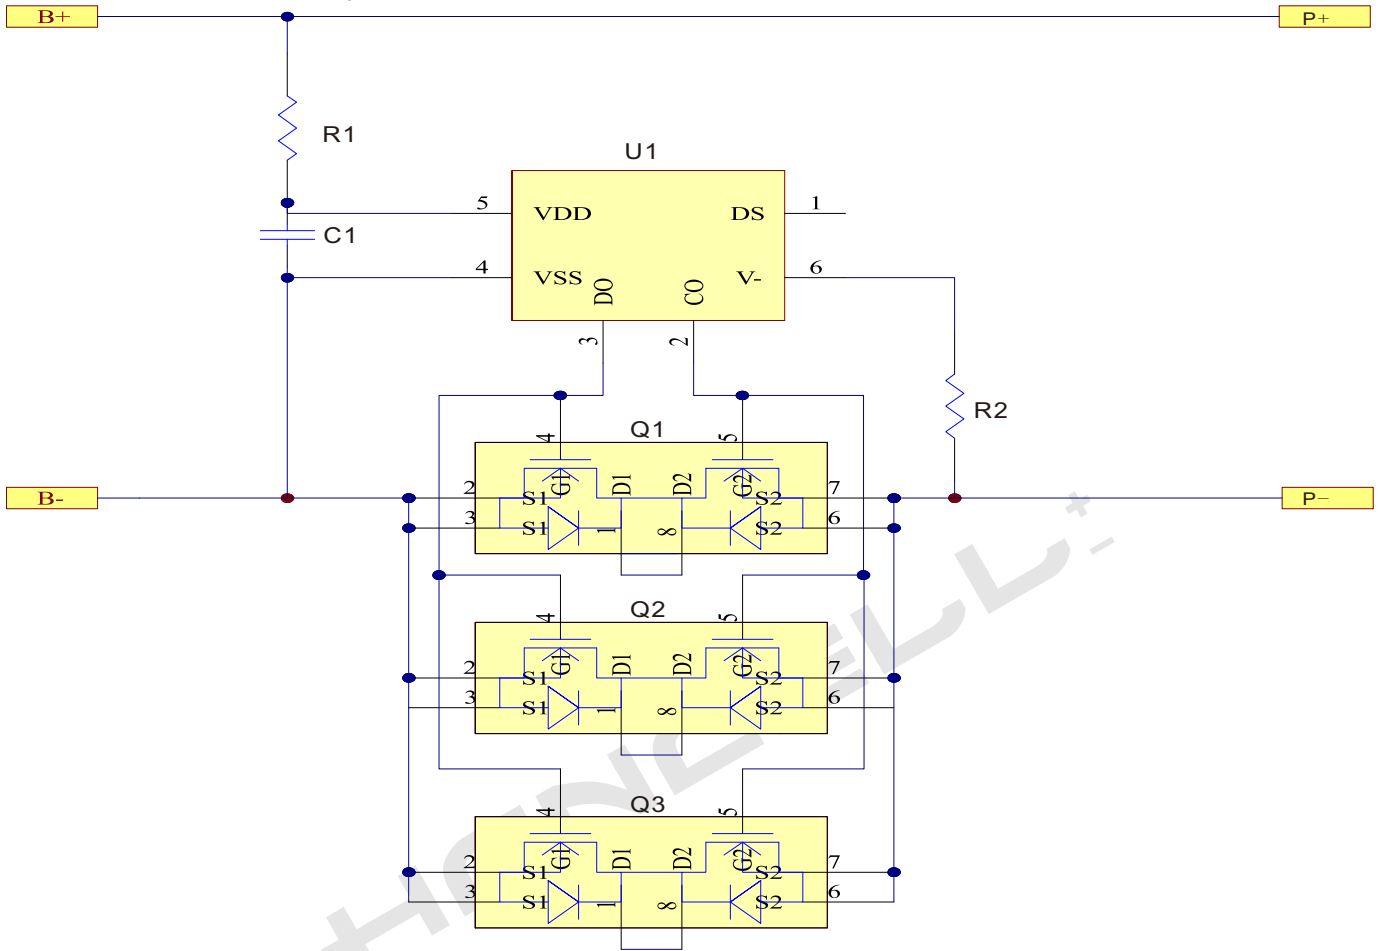 B+
P+
R1
U1
5 VDD DS 1
C1
4 VSS V- 6
DO CO
3 2
R2
Q1
4 5
B- 2 S1 G1 D1 D2 G2 S2 7 P-
3 S1 1 8 S2 6
Q2
4 5
2 S1 G1 D1 D2 G2 S2 7
3 S1 1 8 S2 6
Q3
4 5
2 S1 G1 D1 D2 G2 S2 7
3 S1 1 8 S2 6